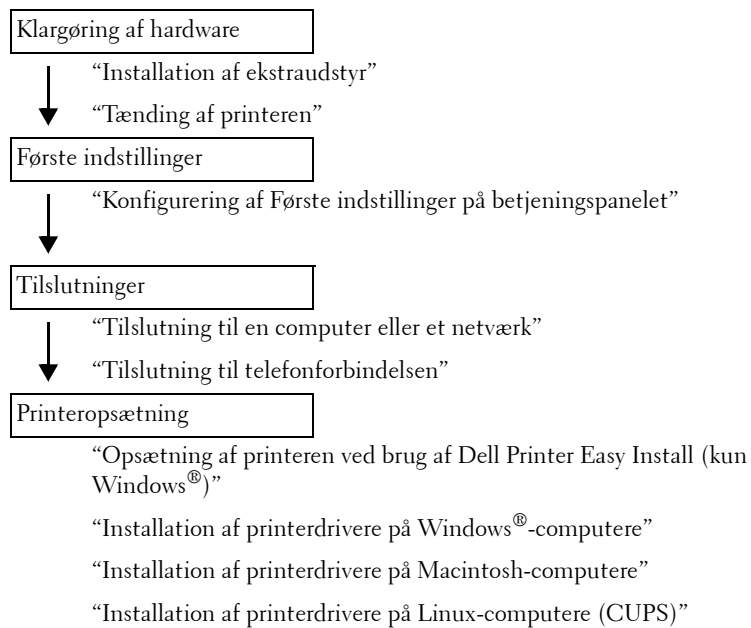 Klargøring af hardware
“Installation af ekstraudstyr”
“Tænding af printeren”
Første indstillinger
“Konfigurering af Første indstillinger på betjeningspanelet”
Tilslutninger
“Tilslutning til en computer eller et netværk”
“Tilslutning til telefonforbindelsen”
Printeropsætning
“Opsætning af printeren ved brug af Dell Printer Easy Install (kun
Windows®)”
“Installation af printerdrivere på Windows®-computere”
“Installation af printerdrivere på Macintosh-computere”
“Installation af printerdrivere på Linux-computere (CUPS)”